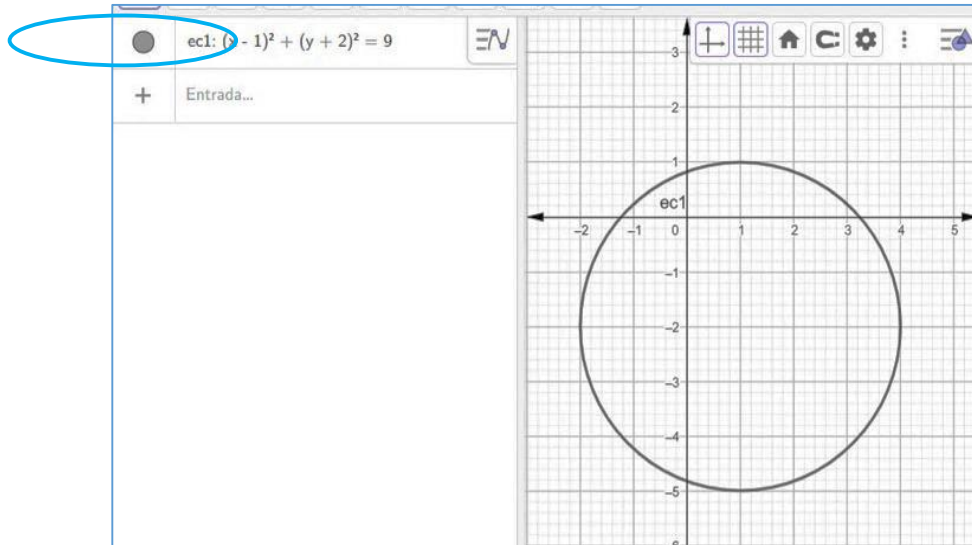 ec1: (x - 1)² + (y + 2)² = 9
+ Entrada...
3
2
1
ec1
-2 -1 0 1 2 3 4 5
-1
-2
-3
-4
-5